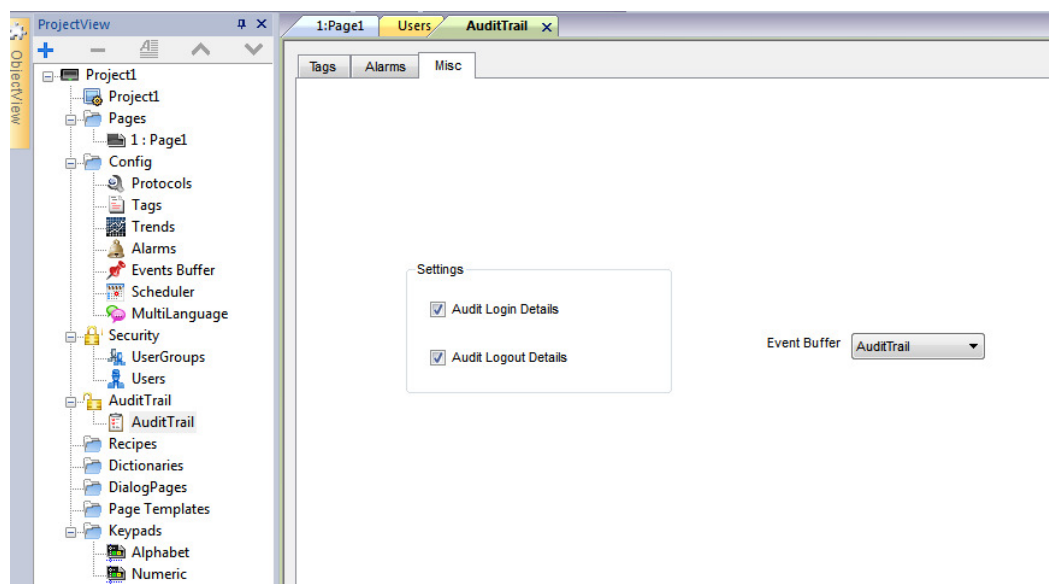 ObjectView
ProjectView
Project1
Project1
Pages
1 : Page1
Config
Protocols
Tags
Trends
Alarms
Events Buffer
Scheduler
MultiLanguage
Security
UserGroups
Users
AuditTrail
AuditTrail
Recipes
Dictionaries
DialogPages
Page Templates
Keypads
Alphabet
Numeric
1:Page1 Users AuditTrail
Tags Alarms Misc
Settings
Audit Login Details
Audit Logout Details
Event Buffer AuditTrail